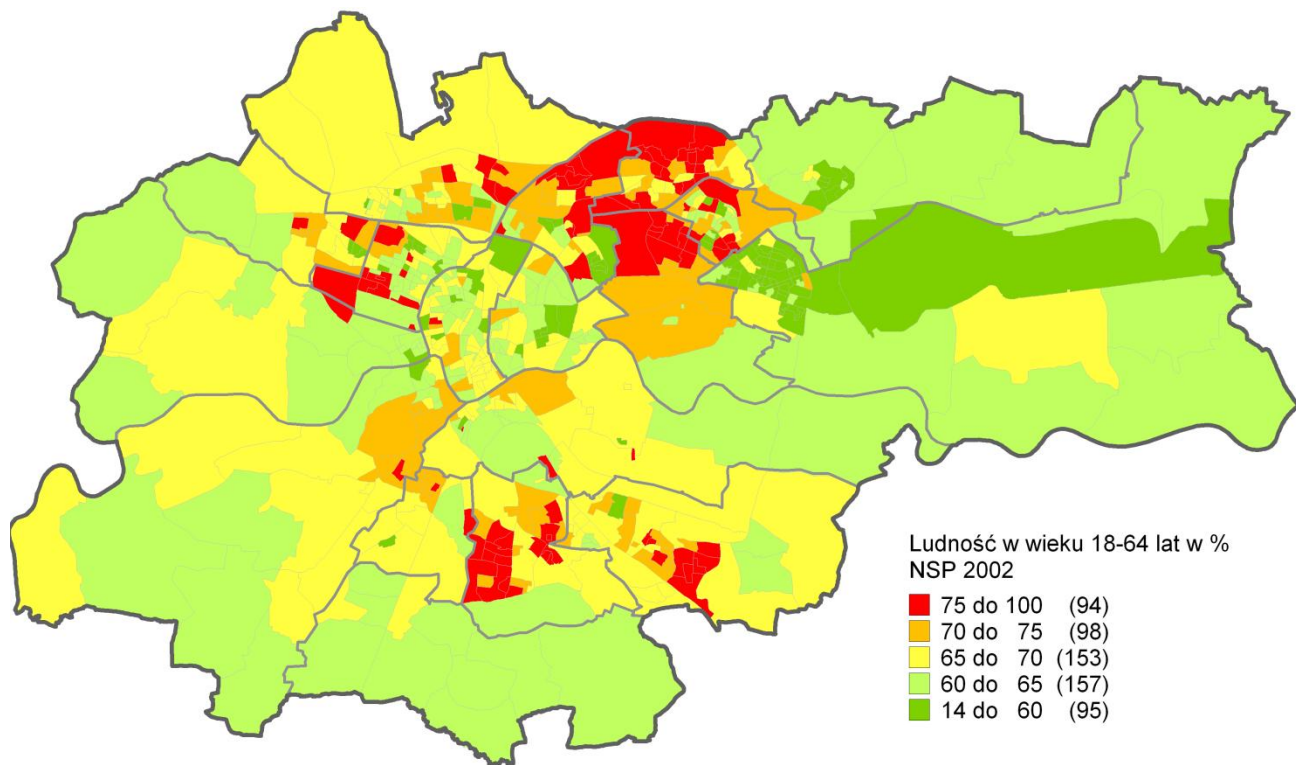 Ludność w wieku 18-64 lat w %
NSP 2002
75 do 100 (94)
70 do 75 (98)
65 do 70 (153)
60 do 65 (157)
14 do 60 (95)